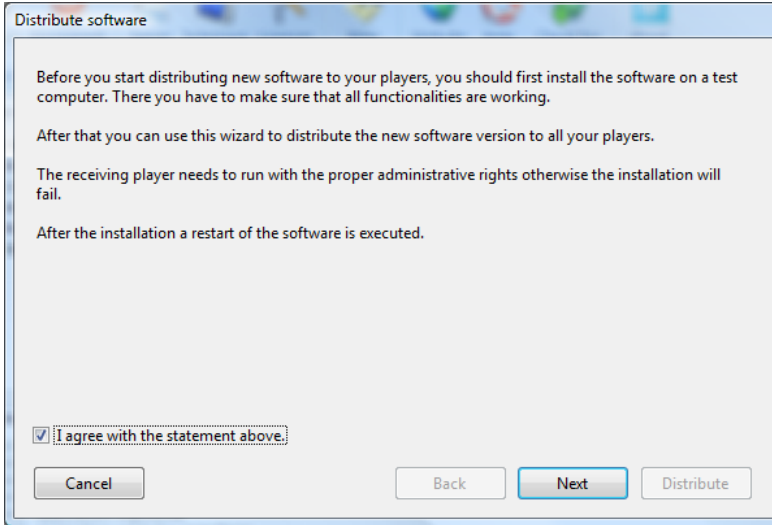 Distribute software
Before you start distributing new software to your players, you should first install the software on a test
computer. There you have to make sure that all functionalities are working.
After that you can use this wizard to distribute the new software version to all your players.
The receiving player needs to run with the proper administrative rights otherwise the installation will
fail.
After the installation a restart of the software is executed.
I agree with the statement above.
Cancel
Back
Next
Distribute